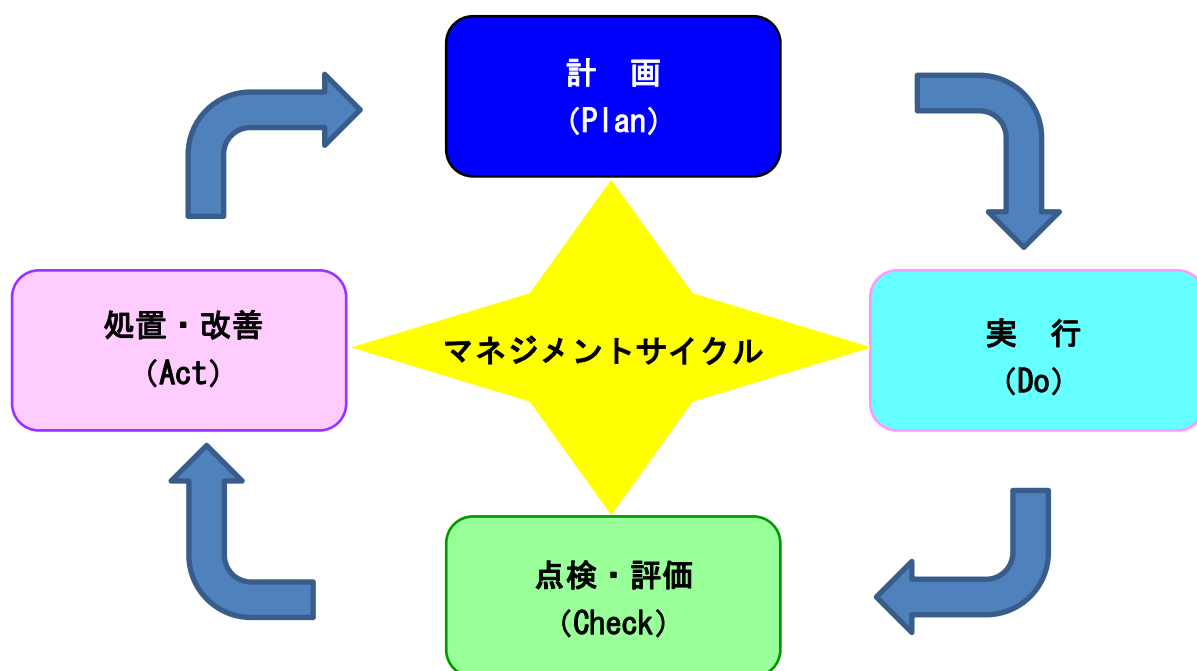 計　画
(Plan)
処置・改善
(Act)
マネジメントサイクル
実　行
(Do)
点検・評価
(Check)